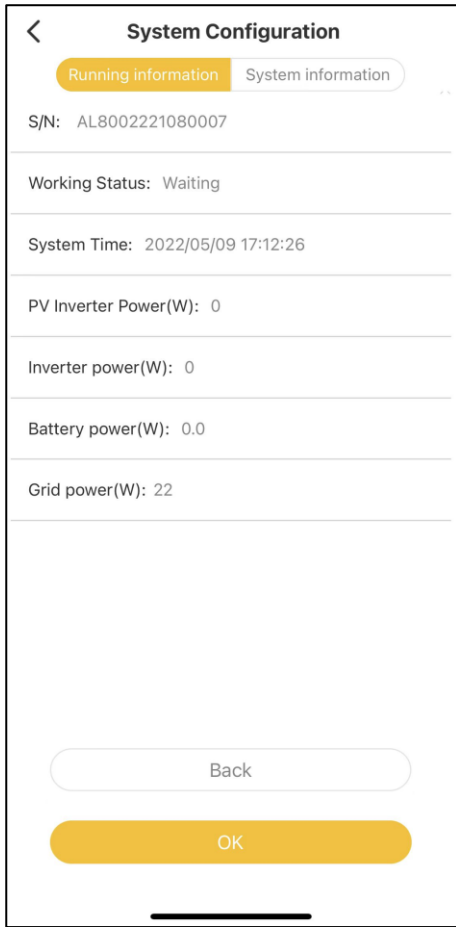 System Configuration
Running information System information
S/N: AL8002221080007
Working Status: Waiting
System Time: 2022/05/09 17:12:26
PV Inverter Power(W): 0
Inverter power(W): 0
Battery power(W): 0.0
Grid power(W): 22
Back
OK